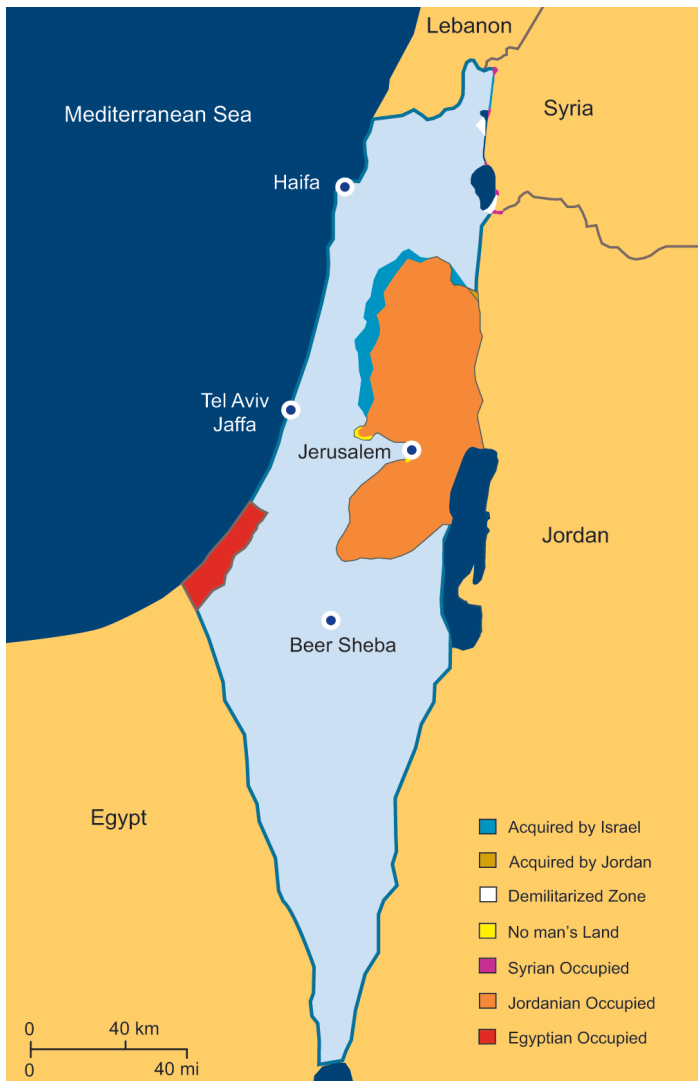 Lebanon
Mediterranean Sea
Syria
Haifa
Tel Aviv
Jaffa
Jerusalem
Jordan
Beer Sheba
Egypt
Acquired by Israel
Acquired by Jordan
Demilitarized Zone
No man's Land
Syrian Occupied
Jordanian Occupied
Egyptian Occupied
0 40 km
0 40 mi